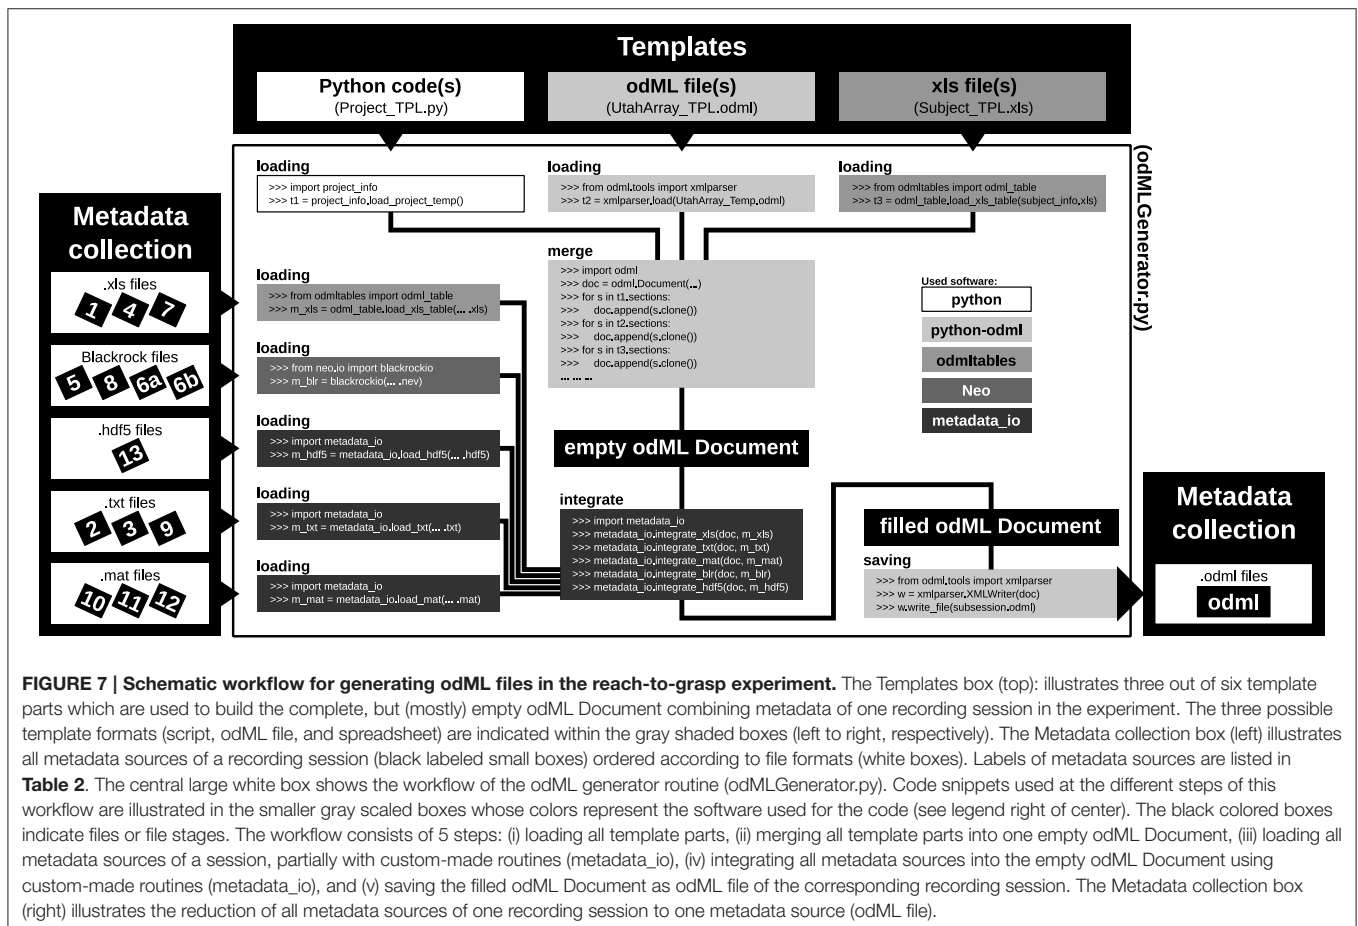 Templates
Python code(s)
(Project_TPL.py)
odML file(s)
(UtahArray_TPL.odml)
xls file(s)
(Subject_TPL.xls)
(odMLGenerator.py)
loading
>>> import project_info
>>> t1 = project_info.load_project_temp()
loading
>>> from odml.tools import xmlparser
>>> t2 = xmlparser.load(UtahArray_Temp.odml)
loading
>>> from odmltables import odml_table
>>> t3 = odml_table.load_xls_table(subject_info.xls)
Metadata
collection
.xls files
1 4 7
Blackrock files
5 8 6a 6b
.hdf5 files
13
.txt files
2 3 9
.mat files
10 11 12
loading
>>> from odmltables import odml_table
>>> m_xls = odml_table.load_xls_table(... .xls)
loading
>>> from neo.io import blackrockio
>>> m_blr = blackrockio(... .nev)
loading
>>> import metadata_io
>>> m_hdf5 = metadata_io.load_hdf5(... .hdf5)
loading
>>> import metadata_io
>>> m_txt = metadata_io.load_txt(... .txt)
loading
>>> import metadata_io
>>> m_mat = metadata_io.load_mat(... .mat)
merge
>>> import odml
>>> doc = odml.Document(...)
>>> for s in t1.sections:
>>> doc.append(s.clone())
>>> for s in t2.sections:
>>> doc.append(s.clone())
>>> for s in t3.sections:
>>> doc.append(s.clone())
... ... ...
Used software:
python
python-odml
odmltables
Neo
metadata_io
empty odML Document
integrate
>>> import metadata_io
>>> metadata_io.integrate_xls(doc, m_xls)
>>> metadata_io.integrate_txt(doc, m_txt)
>>> metadata_io.integrate_mat(doc, m_mat)
>>> metadata_io.integrate_blr(doc, m_blr)
>>> metadata_io.integrate_hdf5(doc, m_hdf5)
filled odML Document
saving
>>> from odml.tools import xmlparser
>>> w = xmlparser.XMLWriter(doc)
>>> w.write_file(subsession.odml)
Metadata
collection
.odml files
odml
FIGURE 7 | Schematic workflow for generating odML files in the reach-to-grasp experiment. The Templates box (top): illustrates three out of six template
parts which are used to build the complete, but (mostly) empty odML Document combining metadata of one recording session in the experiment. The three possible
template formats (script, odML file, and spreadsheet) are indicated within the gray shaded boxes (left to right, respectively). The Metadata collection box (left) illustrates
all metadata sources of a recording session (black labeled small boxes) ordered according to file formats (white boxes). Labels of metadata sources are listed in
Table 2. The central large white box shows the workflow of the odML generator routine (odMLGenerator.py). Code snippets used at the different steps of this
workflow are illustrated in the smaller gray scaled boxes whose colors represent the software used for the code (see legend right of center). The black colored boxes
indicate files or file stages. The workflow consists of 5 steps: (i) loading all template parts, (ii) merging all template parts into one empty odML Document, (iii) loading all
metadata sources of a session, partially with custom-made routines (metadata_io), (iv) integrating all metadata sources into the empty odML Document using
custom-made routines (metadata_io), and (v) saving the filled odML Document as odML file of the corresponding recording session. The Metadata collection box
(right) illustrates the reduction of all metadata sources of one recording session to one metadata source (odML file).